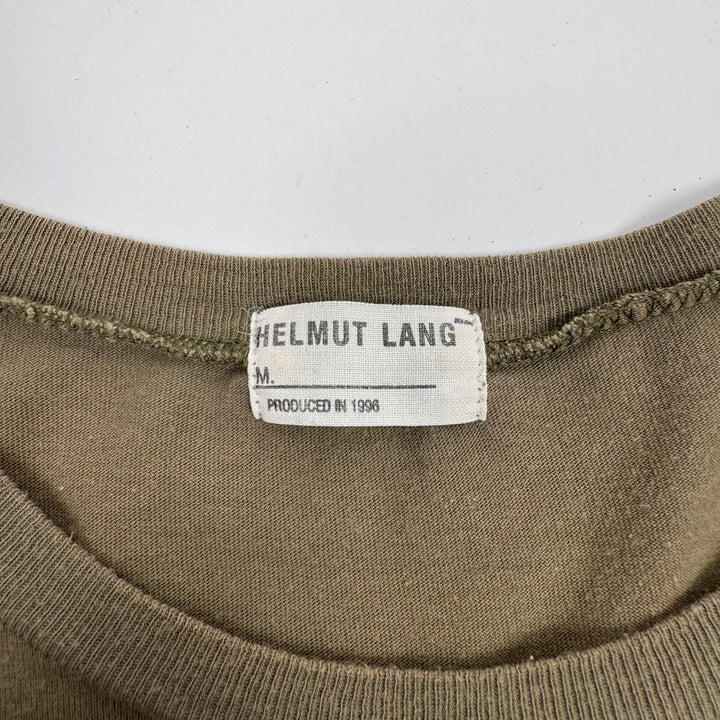 HELMUT LANG
M.
PRODUCED IN 1996